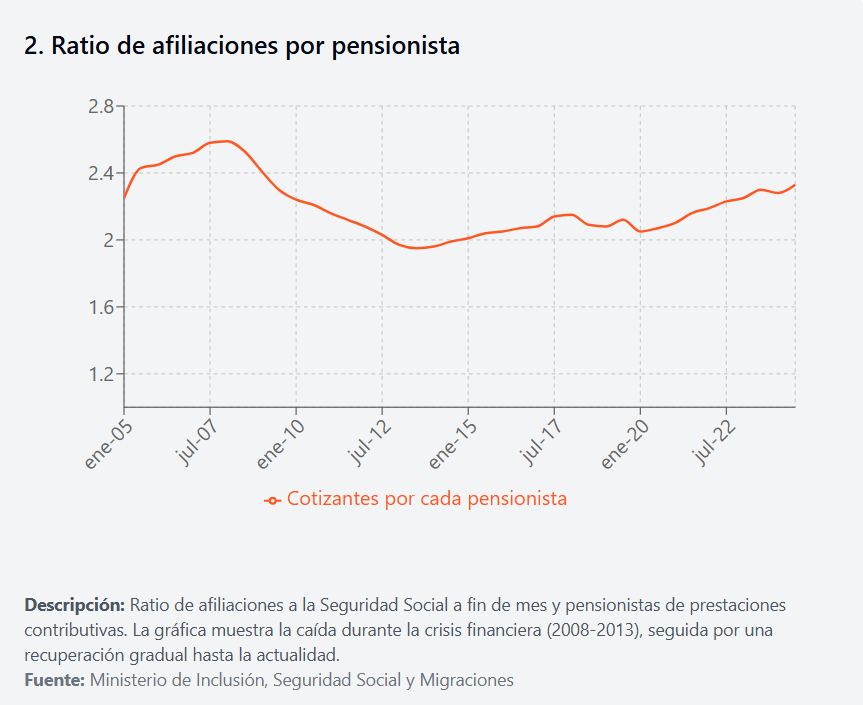 2. Ratio de afiliaciones por pensionista
2.8
2.4
2
1.6
1.2
ene-05
jul-07
ene-10
jul-12
ene-15
jul-17
ene-20
jul-22
Cotizantes por cada pensionista
Descripción: Ratio de afiliaciones a la Seguridad Social a fin de mes y pensionistas de prestaciones
contributivas. La gráfica muestra la caída durante la crisis financiera (2008-2013), seguida por una
recuperación gradual hasta la actualidad.
Fuente: Ministerio de Inclusión, Seguridad Social y Migraciones